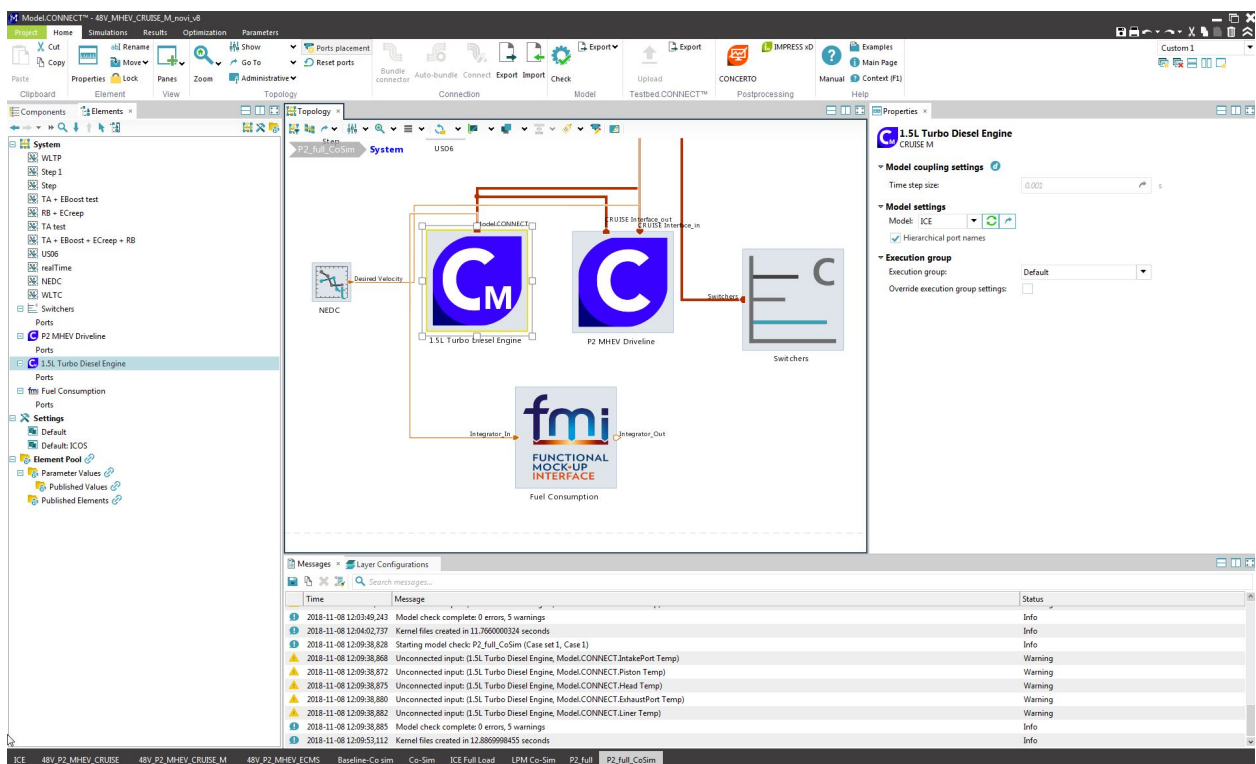 Model.CONNECT™ - 48V_MHEV_CRUISE_M_novi_v8
Project Home Simulations Results Optimization Parameters
Cut
Copy
Paste
Clipboard
Properties
Rename
Move
Lock
Element
Panes
Zoom
View
Show
Go To
Administrative
Topology
Ports placement
Reset ports
Bundle connector
Auto-bundle
Connect
Export
Import
Connection
Check
Export
Model
Upload
Export
Testbed.CONNECT™
CONCERTO
IMPRESS xD
Postprocessing
Manual
Examples
Main Page
Context (F1)
Help
Custom 1
Components
Elements
System
WLTP
Step 1
Step
TA + EBoost test
RB + ECreep
TA test
TA + EBoost + ECreep + RB
US06
realTime
NEDC
WLTC
Switchers
Ports
P2 MHEV Driveline
Ports
1.5L Turbo Diesel Engine
Ports
fmi Fuel Consumption
Ports
Settings
Default
Default: ICOS
Element Pool
Parameter Values
Published Values
Published Elements
Topology
Step
US06
P2_full_CoSim System
Model.CONNECT
CRUISE Interface_out
CRUISE Interface_in
Desired Velocity
NEDC
CM
1.5L Turbo Diesel Engine
C
P2 MHEV Driveline
Switchers
C
Switchers
Integrator_In
fmi
FUNCTIONAL
MOCK-UP
INTERFACE
Integrator_Out
Fuel Consumption
Properties
1.5L Turbo Diesel Engine
CRUISE M
Model coupling settings
Time step size: 0.001 s
Model settings
Model: ICE
Hierarchical port names
Execution group
Execution group: Default
Override execution group settings:
Messages
Layer Configurations
Search messages...
Time Message Status
2018-11-08 12:03:49,243 Model check complete: 0 errors, 5 warnings Info
2018-11-08 12:04:02,737 Kernel files created in 11.7660000324 seconds Info
2018-11-08 12:09:38,828 Starting model check: P2_full_CoSim (Case set 1, Case 1) Info
2018-11-08 12:09:38,868 Unconnected input: (1.5L Turbo Diesel Engine, Model.CONNECT.IntakePort Temp) Warning
2018-11-08 12:09:38,872 Unconnected input: (1.5L Turbo Diesel Engine, Model.CONNECT.Piston Temp) Warning
2018-11-08 12:09:38,875 Unconnected input: (1.5L Turbo Diesel Engine, Model.CONNECT.Head Temp) Warning
2018-11-08 12:09:38,880 Unconnected input: (1.5L Turbo Diesel Engine, Model.CONNECT.ExhaustPort Temp) Warning
2018-11-08 12:09:38,882 Unconnected input: (1.5L Turbo Diesel Engine, Model.CONNECT.Liner Temp) Warning
2018-11-08 12:09:38,885 Model check complete: 0 errors, 5 warnings Info
2018-11-08 12:09:53,112 Kernel files created in 12.8869998455 seconds Info
ICE 48V_P2_MHEV_CRUISE 48V_P2_MHEV_CRUISE_M 48V_P2_MHEV_ECMS Baseline-Co sim Co-Sim ICE Full Load LPM Co-Sim P2_full P2_full_CoSim